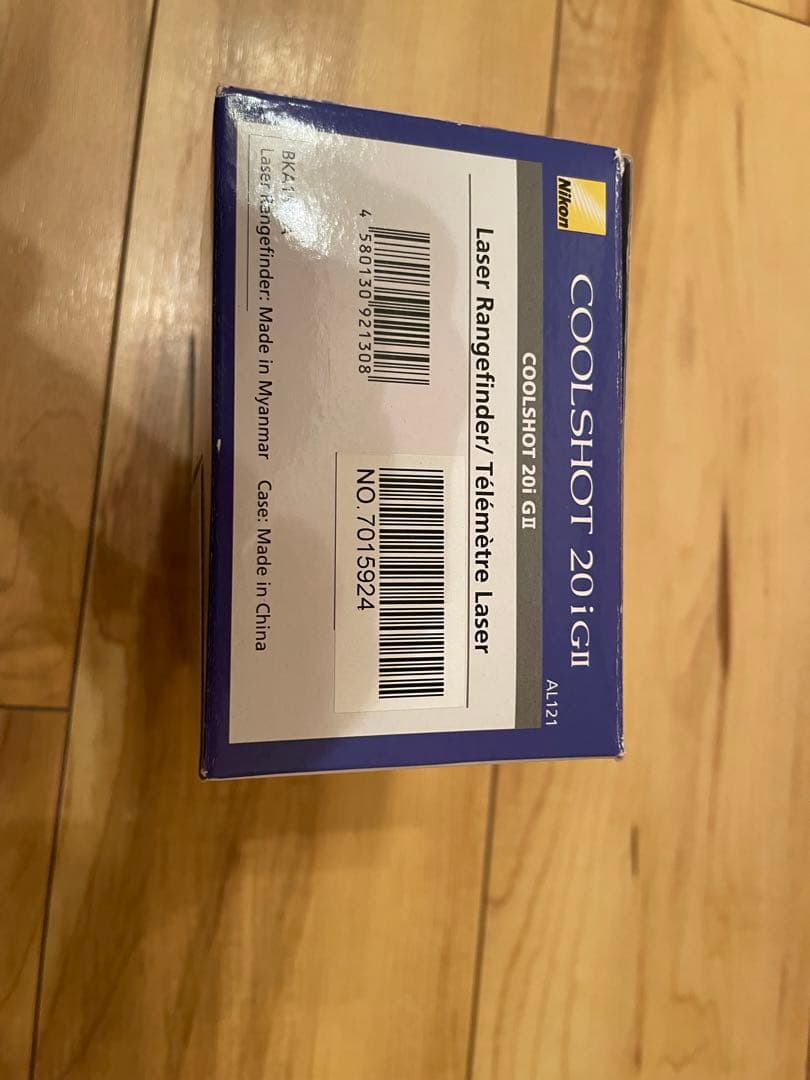 Nikon
COOLSHOT 20i GII
AL121
COOLSHOT 20i GII
Laser Rangefinder/ Télémètre Laser
4 580130 921308
NO. 7015924
Laser Rangefinder: Made in Myanmar Case: Made in China